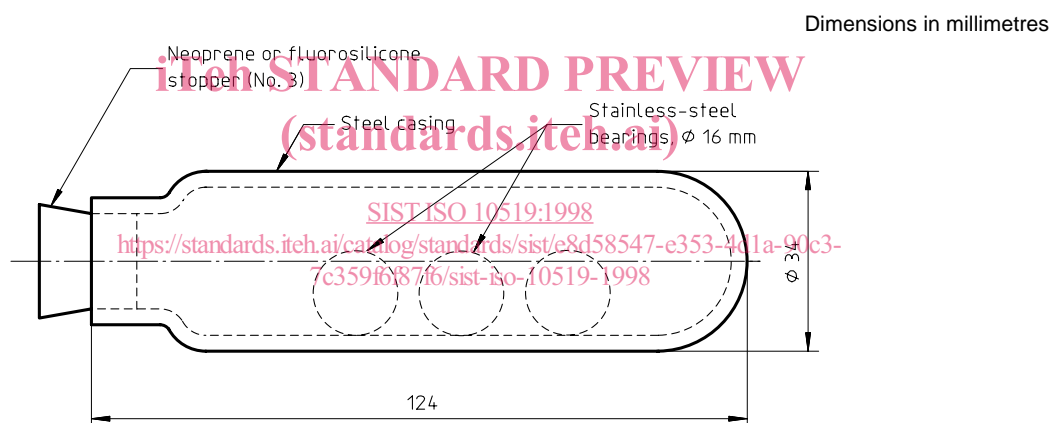 Dimensions in millimetres
Neoprene or fluorosilicone
stopper (No. 3)
iTeh STANDARD PREVIEW
Stainless-steel
Steel casing
(standards.iteh.ai)
bearings, ϕ 16 mm
SIST ISO 10519:1998
https://standards.iteh.ai/catalog/standards/sist/e8d58547-e353-4d1a-90c3-
7c359f6f87f6/sist-iso-10519-1998
ϕ 34
124